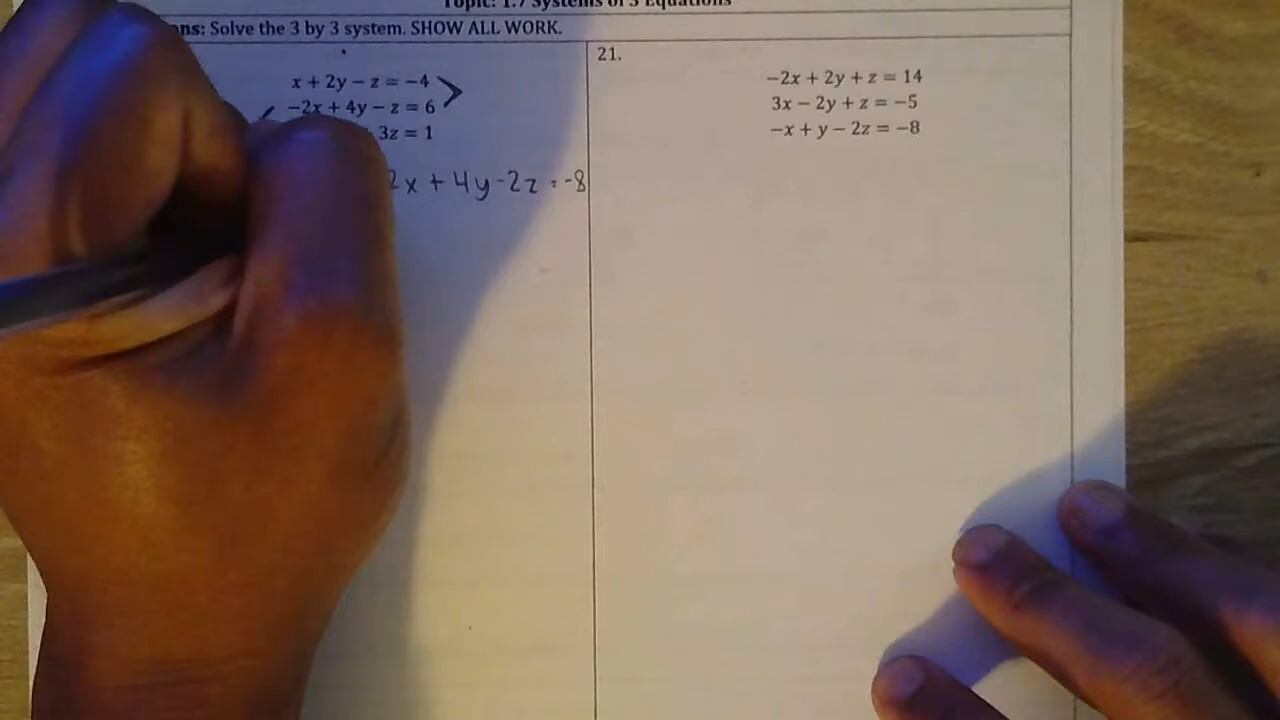 Topic: 1.7 Systems of 3 Equations
ns: Solve the 3 by 3 system. SHOW ALL WORK.
x + 2y − z = −4
−2x + 4y − z = 6
3z = 1
2x + 4y -2z = -8
21.
−2x + 2y + z = 14
3x − 2y + z = −5
−x + y − 2z = −8